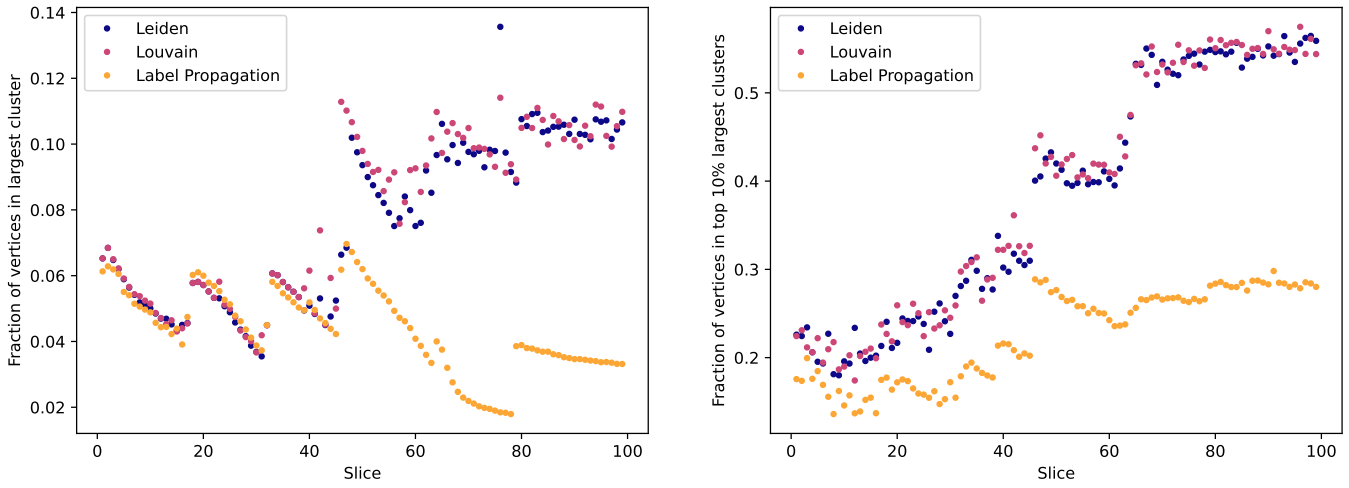 Fraction of vertices in largest cluster
0.14
0.12
0.10
0.08
0.06
0.04
0.02
Leiden
Louvain
Label Propagation
0
20
40
60
80
100
Slice
Fraction of vertices in top 10% largest clusters
0.5
0.4
0.3
0.2
Leiden
Louvain
Label Propagation
0
20
40
60
80
100
Slice